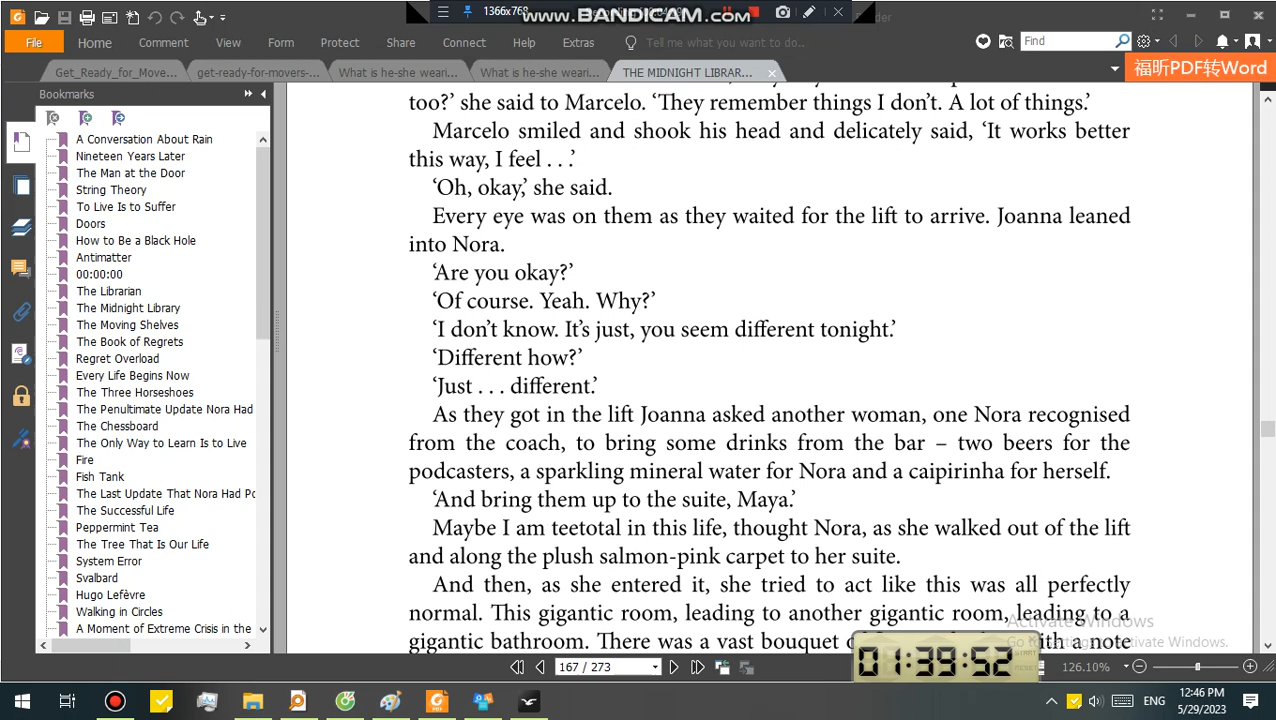 1366x768
www.BANDICAM.com
File Home Comment View Form Protect Share Connect Help Extras Tell me what you want to do... Find
Get_Ready_for_Move... get-ready-for-movers-... What is he-she weari... What is he-she weari... THE MIDNIGHT LIBRAR...
福昕PDF转Word
Bookmarks
A Conversation About Rain
Nineteen Years Later
The Man at the Door
String Theory
To Live Is to Suffer
Doors
How to Be a Black Hole
Antimatter
00:00:00
The Librarian
The Midnight Library
The Moving Shelves
The Book of Regrets
Regret Overload
Every Life Begins Now
The Three Horseshoes
The Penultimate Update Nora Had
The Chessboard
The Only Way to Learn Is to Live
Fire
Fish Tank
The Last Update That Nora Had Po
The Successful Life
Peppermint Tea
The Tree That Is Our Life
System Error
Svalbard
Hugo Lefèvre
Walking in Circles
A Moment of Extreme Crisis in the
too?’ she said to Marcelo. ‘They remember things I don’t. A lot of things.’
Marcelo smiled and shook his head and delicately said, ‘It works better
this way, I feel . . .’
‘Oh, okay,’ she said.
Every eye was on them as they waited for the lift to arrive. Joanna leaned
into Nora.
‘Are you okay?’
‘Of course. Yeah. Why?’
‘I don’t know. It’s just, you seem different tonight.’
‘Different how?’
‘Just . . . different.’
As they got in the lift Joanna asked another woman, one Nora recognised
from the coach, to bring some drinks from the bar – two beers for the
podcasters, a sparkling mineral water for Nora and a caipirinha for herself.
‘And bring them up to the suite, Maya.’
Maybe I am teetotal in this life, thought Nora, as she walked out of the lift
and along the plush salmon-pink carpet to her suite.
And then, as she entered it, she tried to act like this was all perfectly
normal. This gigantic room, leading to another gigantic room, leading to a
gigantic bathroom. There was a vast bouquet
with a note
Activate Windows
Go to Settings to activate Windows.
01:39:52
START
RESET
167 / 273
126.10%
ENG
12:46 PM
5/29/2023